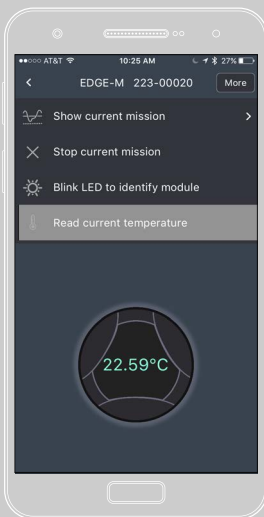 AT&T 10:25 AM 27%
EDGE-M 223-00020 More
Show current mission
Stop current mission
Blink LED to identify module
Read current temperature
22.59°C